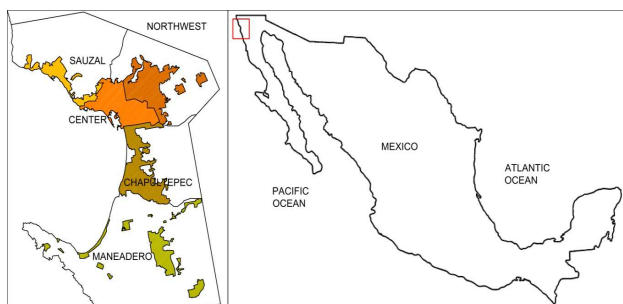 NORTHWEST
SAUZAL
CENTER
CHAPULTEPEC
MANEADERO
MEXICO
ATLANTIC
OCEAN
PACIFIC
OCEAN